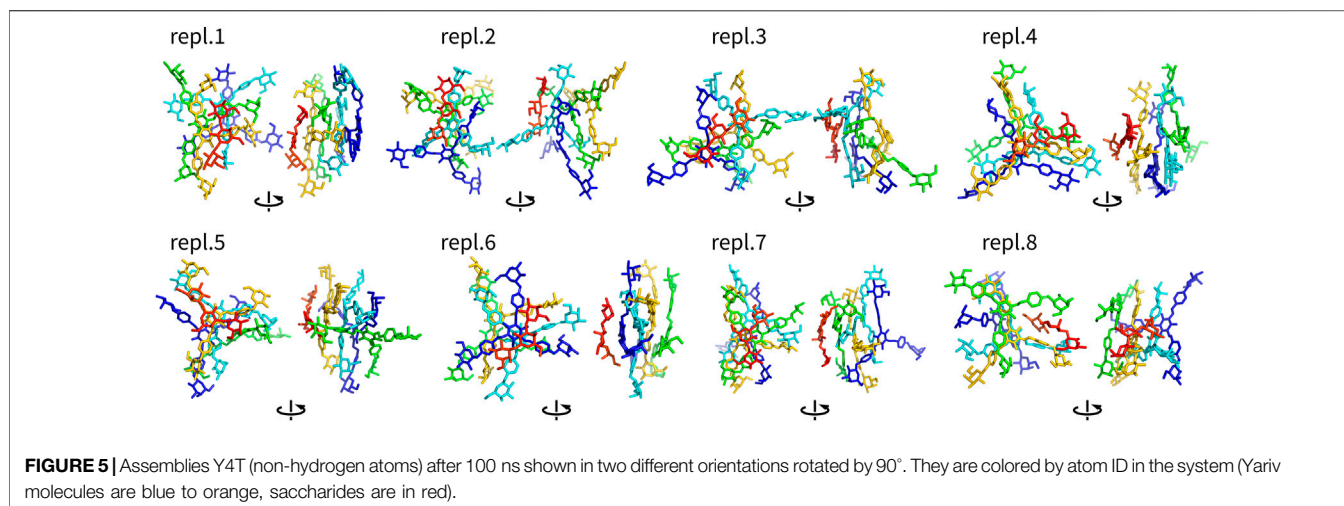 repl.1 repl.2 repl.3 repl.4
repl.5 repl.6 repl.7 repl.8
FIGURE 5 | Assemblies Y4T (non-hydrogen atoms) after 100 ns shown in two different orientations rotated by 90°. They are colored by atom ID in the system (Yariv
molecules are blue to orange, saccharides are in red).